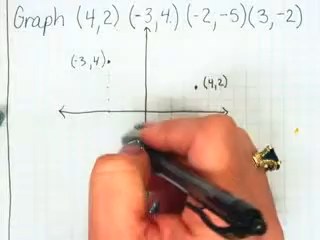 Graph (4,2) (-3,4) (-2,-5) (3,-2)
(-3,4)
(4,2)